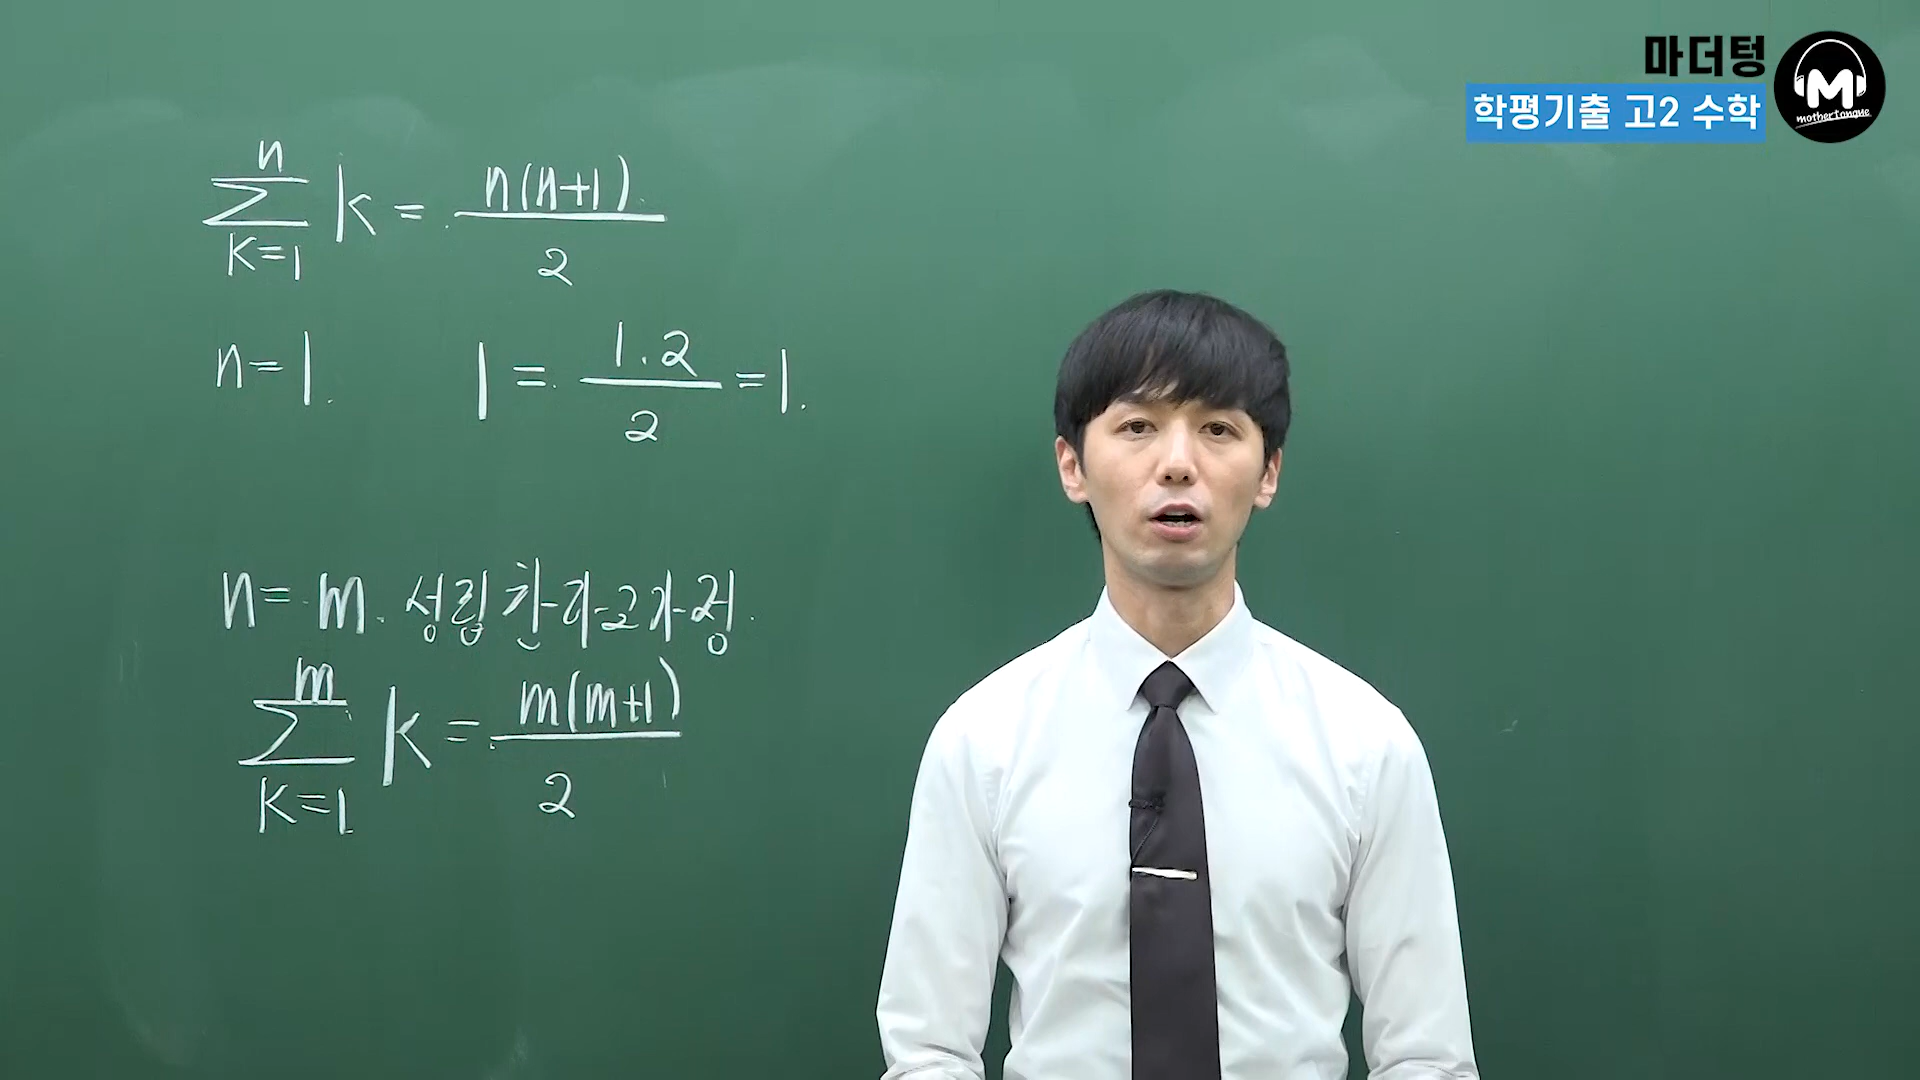 마더텅
학평기출 고2 수학
M
mothertongue
n
∑ k = n(n+1) / 2
k=1
n=1. 1 = 1·2 / 2 = 1.
n = m. 성립한다고 가정.
m
∑ k = m(m+1) / 2
k=1